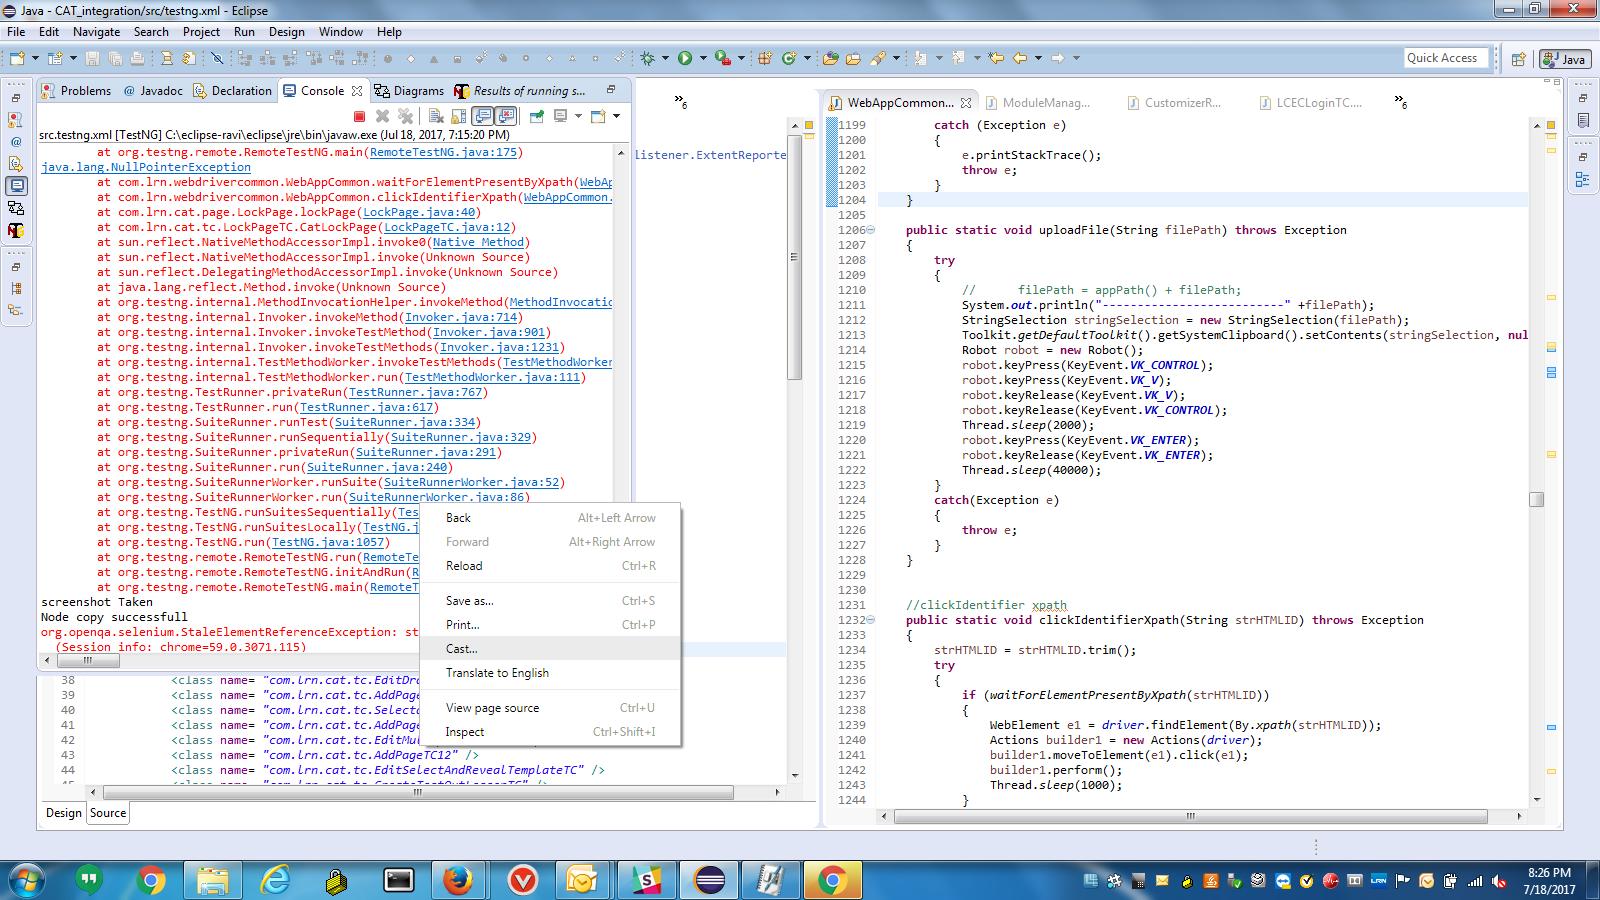 Java - CAT_integration/src/testng.xml - Eclipse
File Edit Navigate Search Project Run Design Window Help
Quick Access
Java
Problems @ Javadoc Declaration Console Diagrams Results of running s...
src.testng.xml [TestNG] C:\eclipse-ravi\eclipse\jre\bin\javaw.exe (Jul 18, 2017, 7:15:20 PM)
at org.testng.remote.RemoteTestNG.main(RemoteTestNG.java:175)
java.lang.NullPointerException
at com.lrn.webdrivercommon.WebAppCommon.waitForElementPresentByXpath(WebAp
at com.lrn.webdrivercommon.WebAppCommon.clickIdentifierXpath(WebAppCommon.
at com.lrn.cat.page.LockPage.lockPage(LockPage.java:40)
at com.lrn.cat.tc.LockPageTC.CatLockPage(LockPageTC.java:12)
at sun.reflect.NativeMethodAccessorImpl.invoke0(Native Method)
at sun.reflect.NativeMethodAccessorImpl.invoke(Unknown Source)
at sun.reflect.DelegatingMethodAccessorImpl.invoke(Unknown Source)
at java.lang.reflect.Method.invoke(Unknown Source)
at org.testng.internal.MethodInvocationHelper.invokeMethod(MethodInvocatio
at org.testng.internal.Invoker.invokeMethod(Invoker.java:714)
at org.testng.internal.Invoker.invokeTestMethod(Invoker.java:901)
at org.testng.internal.Invoker.invokeTestMethods(Invoker.java:1231)
at org.testng.internal.TestMethodWorker.invokeTestMethods(TestMethodWorker
at org.testng.internal.TestMethodWorker.run(TestMethodWorker.java:111)
at org.testng.TestRunner.privateRun(TestRunner.java:767)
at org.testng.TestRunner.run(TestRunner.java:617)
at org.testng.SuiteRunner.runTest(SuiteRunner.java:334)
at org.testng.SuiteRunner.runSequentially(SuiteRunner.java:329)
at org.testng.SuiteRunner.privateRun(SuiteRunner.java:291)
at org.testng.SuiteRunner.run(SuiteRunner.java:240)
at org.testng.SuiteRunnerWorker.runSuite(SuiteRunnerWorker.java:52)
at org.testng.SuiteRunnerWorker.run(SuiteRunnerWorker.java:86)
at org.testng.TestNG.runSuitesSequentially(Tes
at org.testng.TestNG.runSuitesLocally(TestNG.j
at org.testng.TestNG.run(TestNG.java:1057)
at org.testng.remote.RemoteTestNG.run(RemoteTe
at org.testng.remote.RemoteTestNG.initAndRun(R
at org.testng.remote.RemoteTestNG.main(RemoteT
screenshot Taken
Node copy successfull
org.openqa.selenium.StaleElementReferenceException: st
(Session info: chrome=59.0.3071.115)
38 <class name= "com.lrn.cat.tc.EditDra
39 <class name= "com.lrn.cat.tc.AddPage
40 <class name= "com.lrn.cat.tc.Selecta
41 <class name= "com.lrn.cat.tc.AddPage
42 <class name= "com.lrn.cat.tc.EditMul
43 <class name= "com.lrn.cat.tc.AddPageTC12" />
44 <class name= "com.lrn.cat.tc.EditSelectAndRevealTemplateTC" />
Design Source
»6
listener.ExtentReporte
Back Alt+Left Arrow
Forward Alt+Right Arrow
Reload Ctrl+R
Save as... Ctrl+S
Print... Ctrl+P
Cast...
Translate to English
View page source Ctrl+U
Inspect Ctrl+Shift+I
WebAppCommon... ModuleManag... CustomizerR... LCECLoginTC.... »6
1199 catch (Exception e)
1200 {
1201 e.printStackTrace();
1202 throw e;
1203 }
1204 }
1205
1206 public static void uploadFile(String filePath) throws Exception
1207 {
1208 try
1209 {
1210 // filePath = appPath() + filePath;
1211 System.out.println("--------------------------" +filePath);
1212 StringSelection stringSelection = new StringSelection(filePath);
1213 Toolkit.getDefaultToolkit().getSystemClipboard().setContents(stringSelection, nul
1214 Robot robot = new Robot();
1215 robot.keyPress(KeyEvent.VK_CONTROL);
1216 robot.keyPress(KeyEvent.VK_V);
1217 robot.keyRelease(KeyEvent.VK_V);
1218 robot.keyRelease(KeyEvent.VK_CONTROL);
1219 Thread.sleep(2000);
1220 robot.keyPress(KeyEvent.VK_ENTER);
1221 robot.keyRelease(KeyEvent.VK_ENTER);
1222 Thread.sleep(40000);
1223 }
1224 catch(Exception e)
1225 {
1226 throw e;
1227 }
1228 }
1229
1230
1231 //clickIdentifier xpath
1232 public static void clickIdentifierXpath(String strHTMLID) throws Exception
1233 {
1234 strHTMLID = strHTMLID.trim();
1235 try
1236 {
1237 if (waitForElementPresentByXpath(strHTMLID))
1238 {
1239 WebElement e1 = driver.findElement(By.xpath(strHTMLID));
1240 Actions builder1 = new Actions(driver);
1241 builder1.moveToElement(e1).click(e1);
1242 builder1.perform();
1243 Thread.sleep(1000);
1244 }
LRN
8:26 PM
7/18/2017